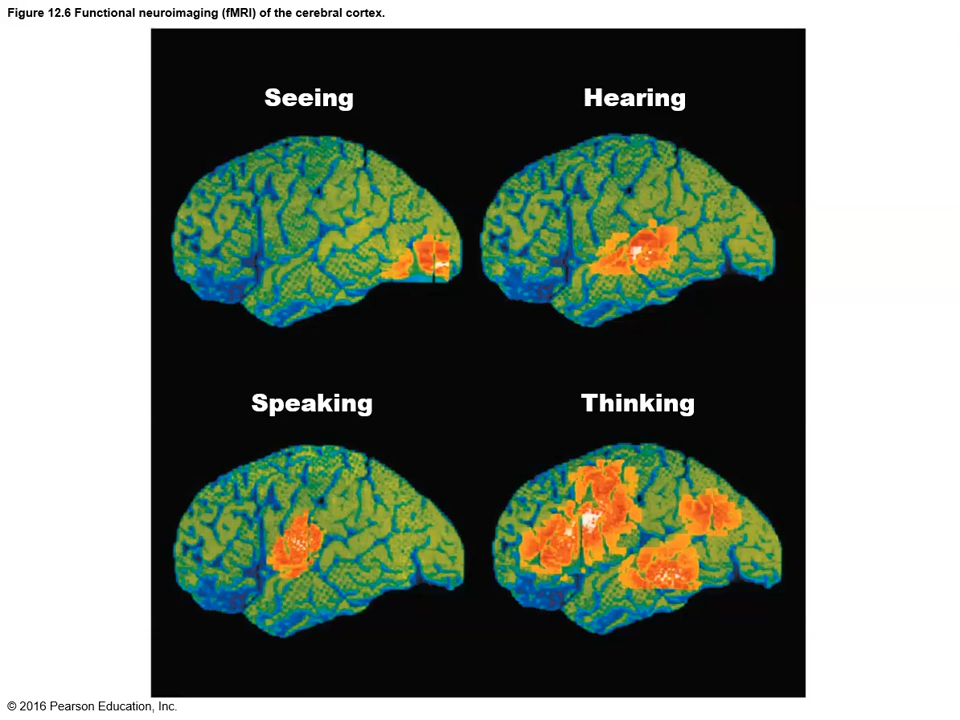 Figure 12.6 Functional neuroimaging (fMRI) of the cerebral cortex.
Seeing
Hearing
Speaking
Thinking
© 2016 Pearson Education, Inc.